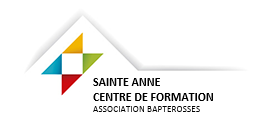 SAINTE ANNE
CENTRE DE FORMATION
ASSOCIATION BAPTEROSSES